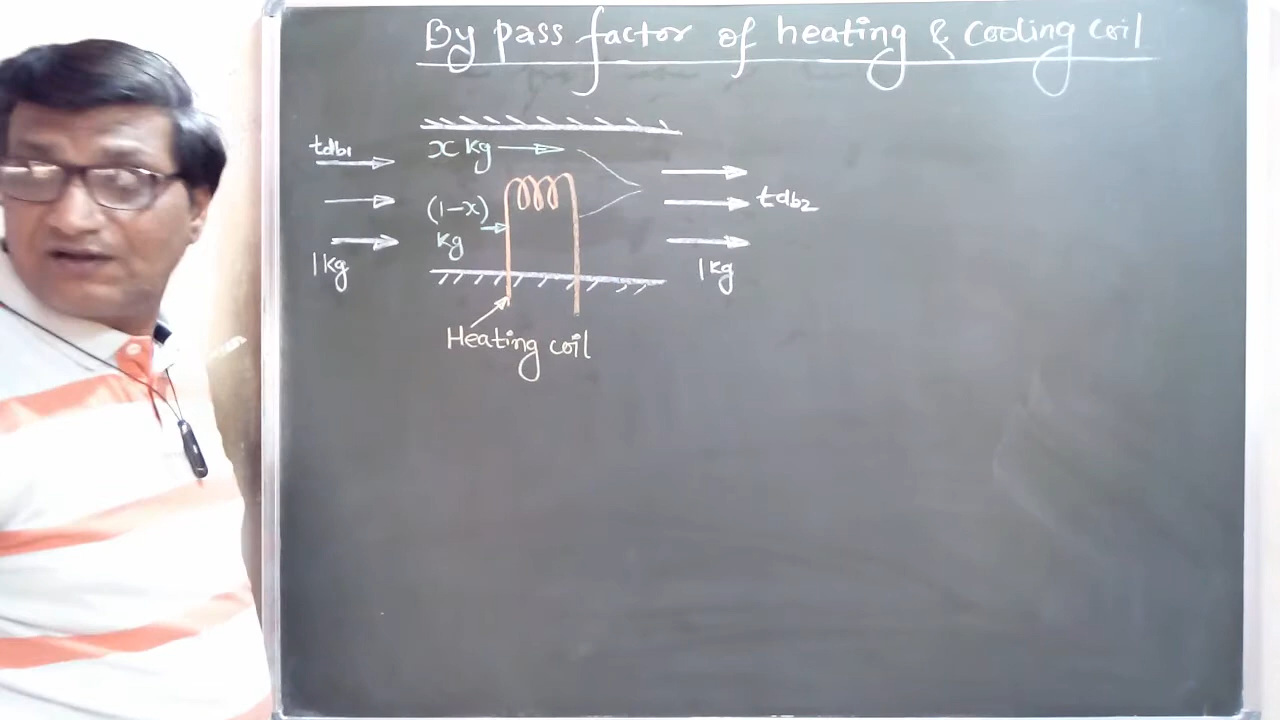 By pass factor of heating & cooling coil
tdb1
x kg
(1-x)
kg
tdb2
1kg
1kg
Heating coil